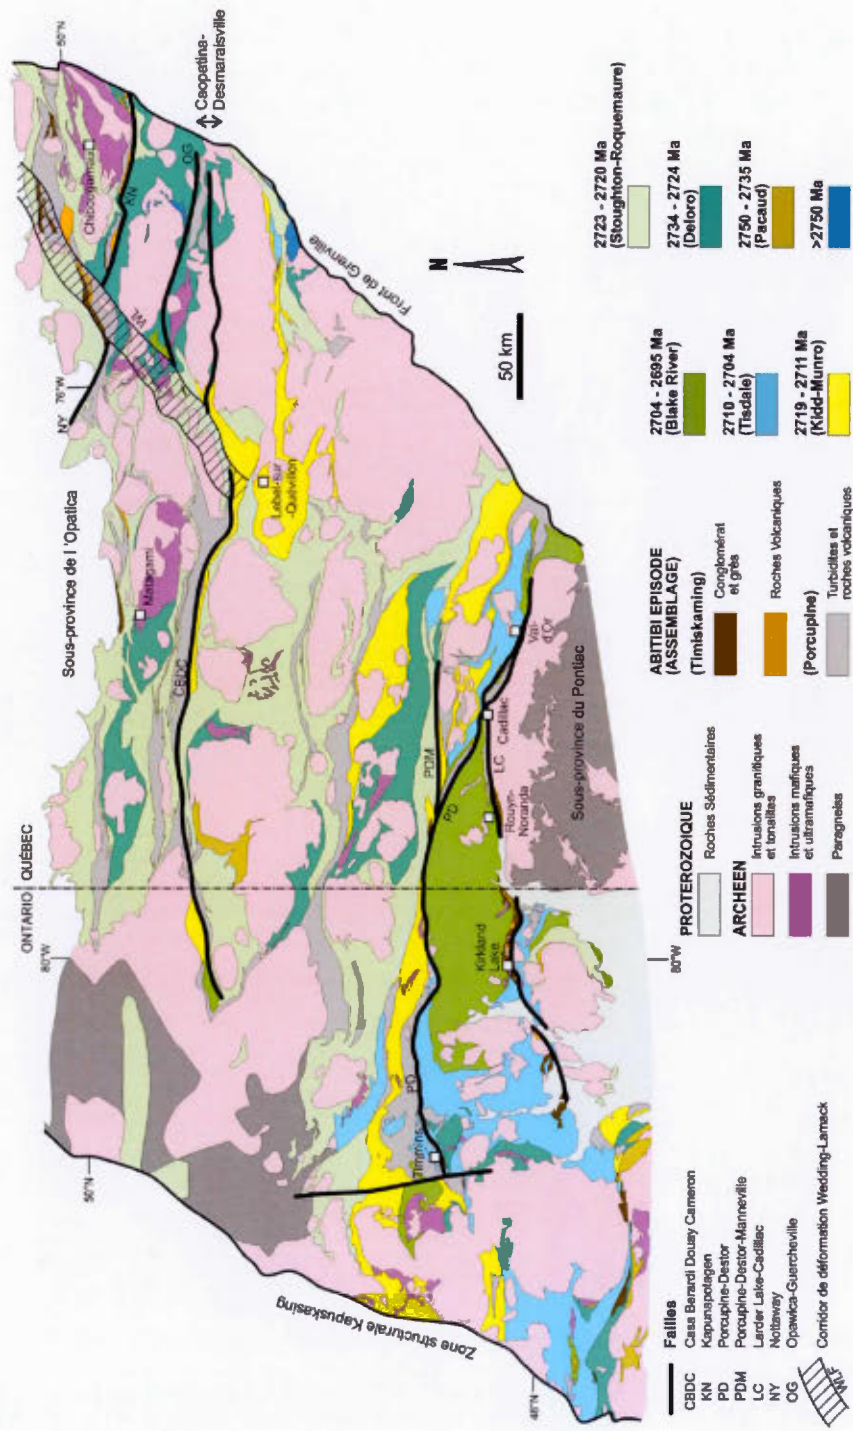 ONTARIO
QUÉBEC
80°W
50°N
Sous-province de l'Opatica
NY
76°W
50°N
Chibougamau
KN
OG
Caopatina-
Desmaraisville
WL
Matagami
CBDC
Lebel-sur
-Quévillon
Front de Grenville
N
50 km
Zone structurale Kapuskasing
Timmins
PD
PDM
PD
Rouyn-
Noranda
LC
Cadillac
Val-
d'Or
Kirkland
Lake
Sous-province du Pontiac
48°N
80°W
Failles
CBDC Casa Berardi Douay Cameron
KN Kapunapotagen
PD Porcupine-Destor
PDM Porcupine-Destor-Manneville
LC Larder Lake-Cadillac
NY Nottaway
OG Opawica-Guercheville
WLF Corridor de déformation Wedding-Lamack
PROTEROZOIQUE
Roches Sédimentaires
ARCHEEN
Intrusions granitiques
et tonalites
Intrusions mafiques
et ultramafiques
Paragneiss
ABITIBI EPISODE
(ASSEMBLAGE)
(Timiskaming)
Conglomérat
et grès
Roches Volcaniques
(Porcupine)
Turbidites et
roches volcaniques
2704 - 2695 Ma
(Blake River)
2710 - 2704 Ma
(Tisdale)
2719 - 2711 Ma
(Kidd-Munro)
2723 - 2720 Ma
(Stoughton-Roquemaure)
2734 - 2724 Ma
(Deloro)
2750 - 2735 Ma
(Pacaud)
>2750 Ma